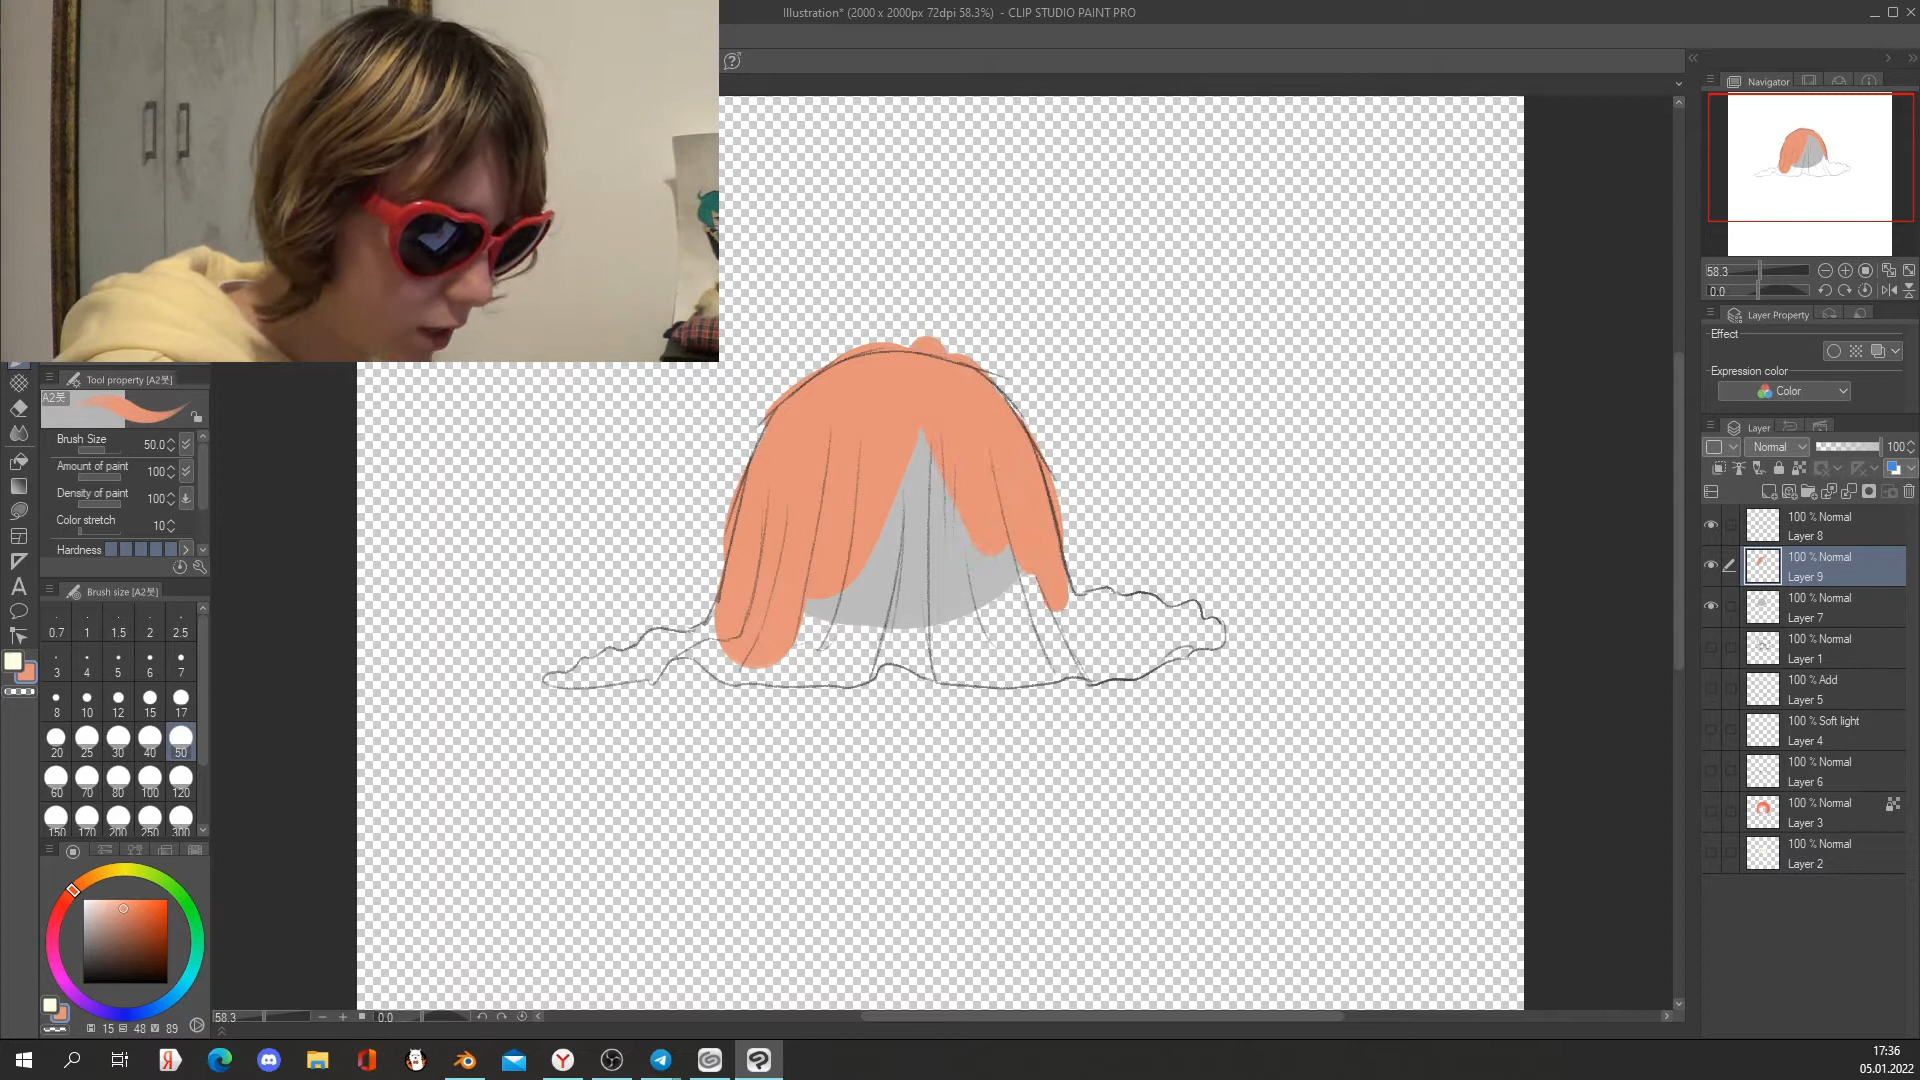 Illustration* (2000 x 2000px 72dpi 58.3%) - CLIP STUDIO PAINT PRO
Navigator
58.3
0.0
Layer Property
Effect
Expression color
Color
Layer
Normal
100
100 % Normal
Layer 8
100 % Normal
Layer 9
100 % Normal
Layer 7
100 % Normal
Layer 1
100 % Add
Layer 5
100 % Soft light
Layer 4
100 % Normal
Layer 6
100 % Normal
Layer 3
100 % Normal
Layer 2
Tool property [A2붓]
A2붓
Brush Size 50.0
Amount of paint 100
Density of paint 100
Color stretch 10
Hardness
Brush size [A2붓]
0.7 1 1.5 2 2.5
3 4 5 6 7
8 10 12 15 17
20 25 30 40 50
60 70 80 100 120
150 170 200 250 300
H 15 S 48 V 89
58.3
0.0
17:36
05.01.2022